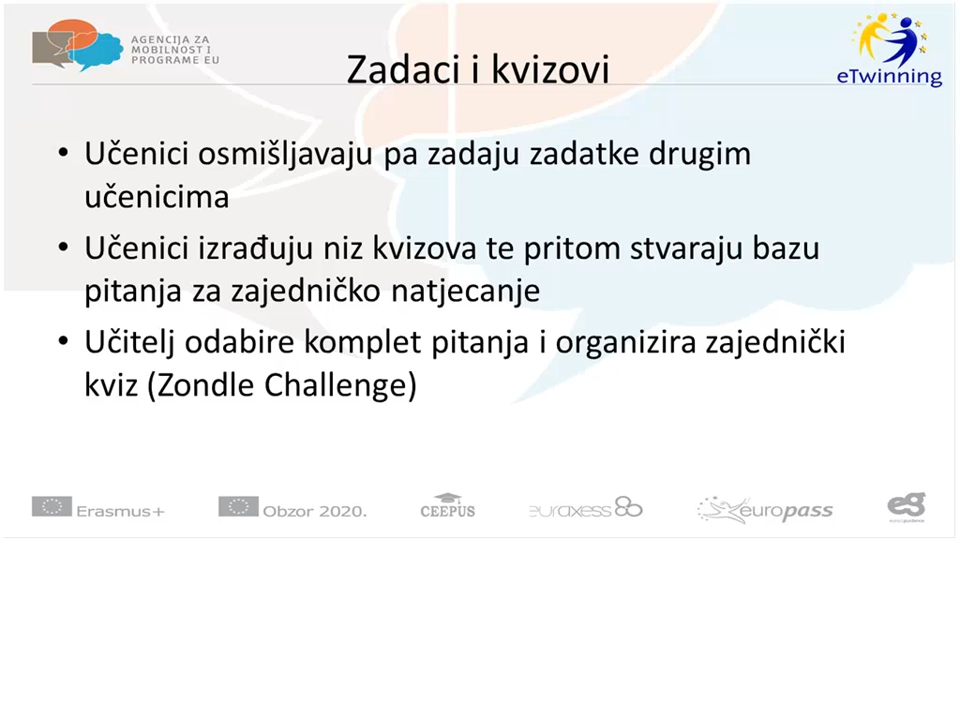 AGENCIJA ZA
MOBILNOST I
PROGRAME EU
eTwinning
Zadaci i kvizovi
• Učenici osmišljavaju pa zadaju zadatke drugim
učenicima
• Učenici izrađuju niz kvizova te pritom stvaraju bazu
pitanja za zajedničko natjecanje
• Učitelj odabire komplet pitanja i organizira zajednički
kviz (Zondle Challenge)
Erasmus+
Obzor 2020.
CEEPUS
euraxess
europass
eg